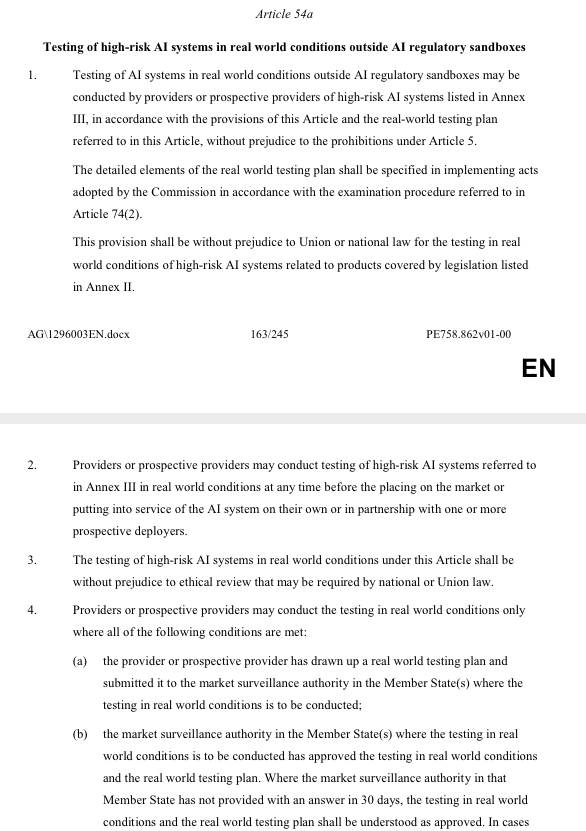 Article 54a
Testing of high-risk AI systems in real world conditions outside AI regulatory sandboxes
1. Testing of AI systems in real world conditions outside AI regulatory sandboxes may be
conducted by providers or prospective providers of high-risk AI systems listed in Annex
III, in accordance with the provisions of this Article and the real-world testing plan
referred to in this Article, without prejudice to the prohibitions under Article 5.
The detailed elements of the real world testing plan shall be specified in implementing acts
adopted by the Commission in accordance with the examination procedure referred to in
Article 74(2).
This provision shall be without prejudice to Union or national law for the testing in real
world conditions of high-risk AI systems related to products covered by legislation listed
in Annex II.
AG\1296003EN.docx 163/245 PE758.862v01-00
EN
2. Providers or prospective providers may conduct testing of high-risk AI systems referred to
in Annex III in real world conditions at any time before the placing on the market or
putting into service of the AI system on their own or in partnership with one or more
prospective deployers.
3. The testing of high-risk AI systems in real world conditions under this Article shall be
without prejudice to ethical review that may be required by national or Union law.
4. Providers or prospective providers may conduct the testing in real world conditions only
where all of the following conditions are met:
(a) the provider or prospective provider has drawn up a real world testing plan and
submitted it to the market surveillance authority in the Member State(s) where the
testing in real world conditions is to be conducted;
(b) the market surveillance authority in the Member State(s) where the testing in real
world conditions is to be conducted has approved the testing in real world conditions
and the real world testing plan. Where the market surveillance authority in that
Member State has not provided with an answer in 30 days, the testing in real world
conditions and the real world testing plan shall be understood as approved. In cases